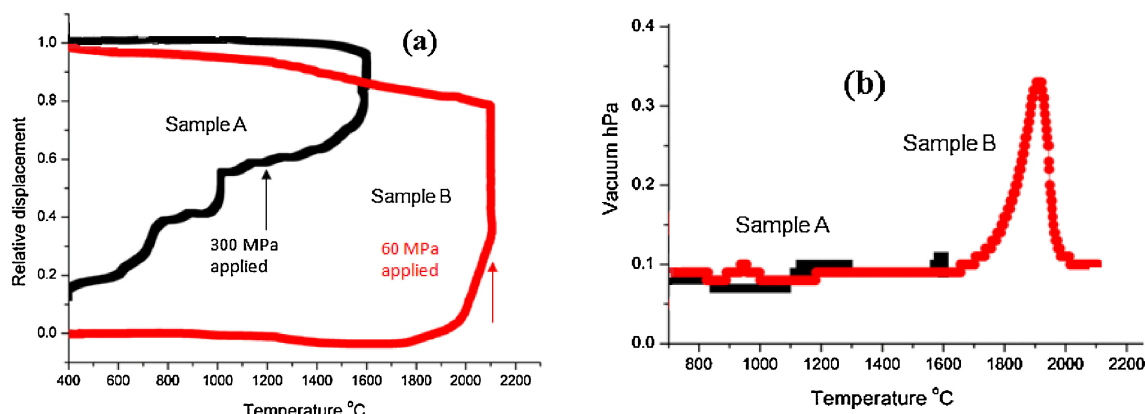 (a)
1.0
0.8
0.6
0.4
0.2
0.0
Relative displacement
Sample A
Sample B
300 MPa
applied
60 MPa
applied
400 600 800 1000 1200 1400 1600 1800 2000 2200
Temperature °C
(b)
0.4
0.3
0.2
0.1
0.0
Vacuum hPa
Sample B
Sample A
800 1000 1200 1400 1600 1800 2000 2200
Temperature °C